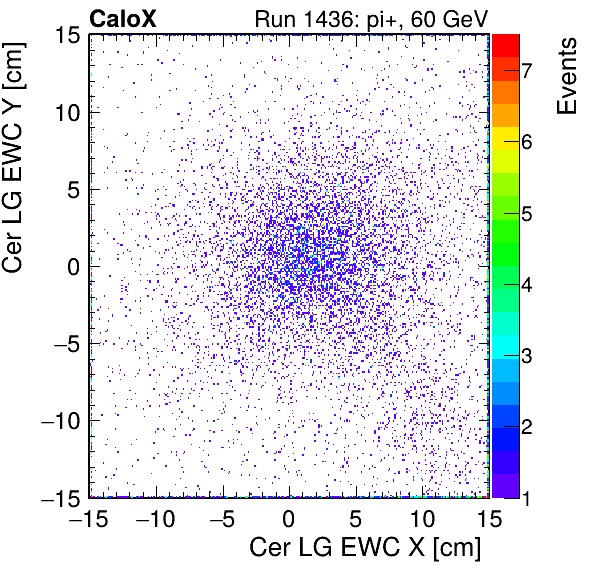 CaloX Run 1436: pi+, 60 GeV
Cer LG EWC Y [cm]
15
10
5
0
−5
−10
−15
−15 −10 −5 0 5 10 15
Cer LG EWC X [cm]
Events
7
6
5
4
3
2
1